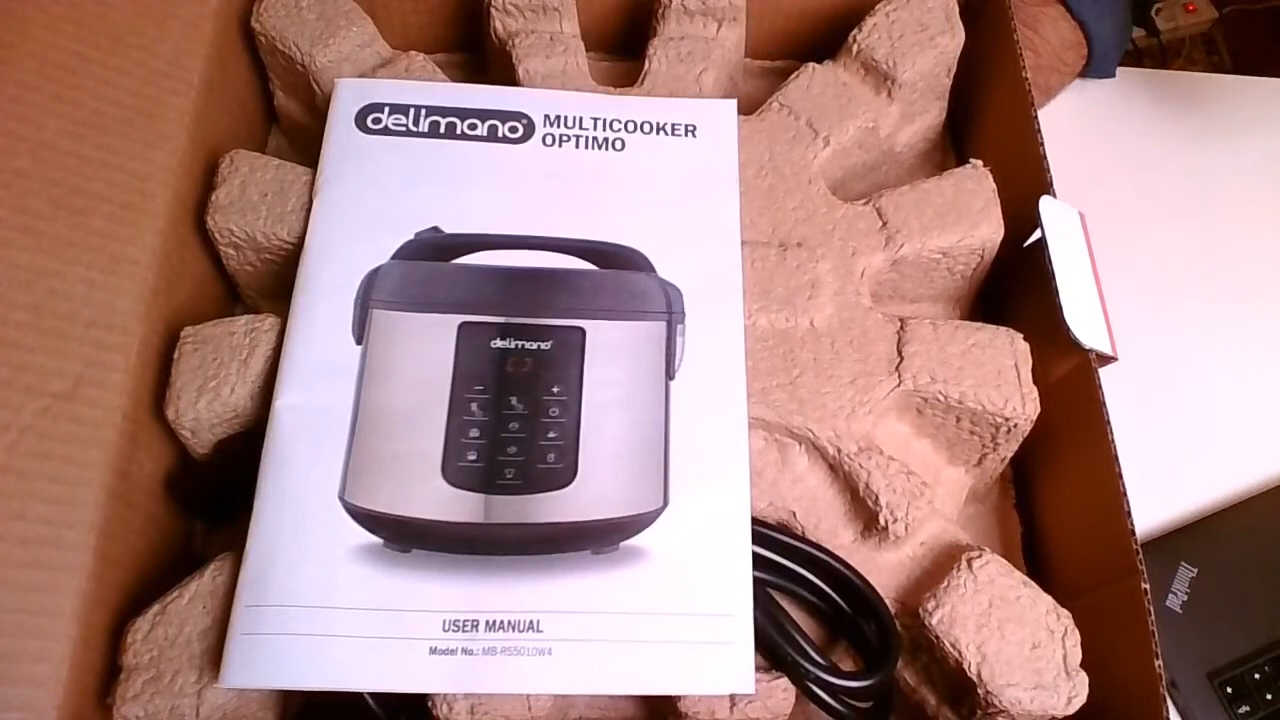 delimano
MULTICOOKER
OPTIMO
delimano
USER MANUAL
Model No.: MB-RS5010W4
ThinkPad